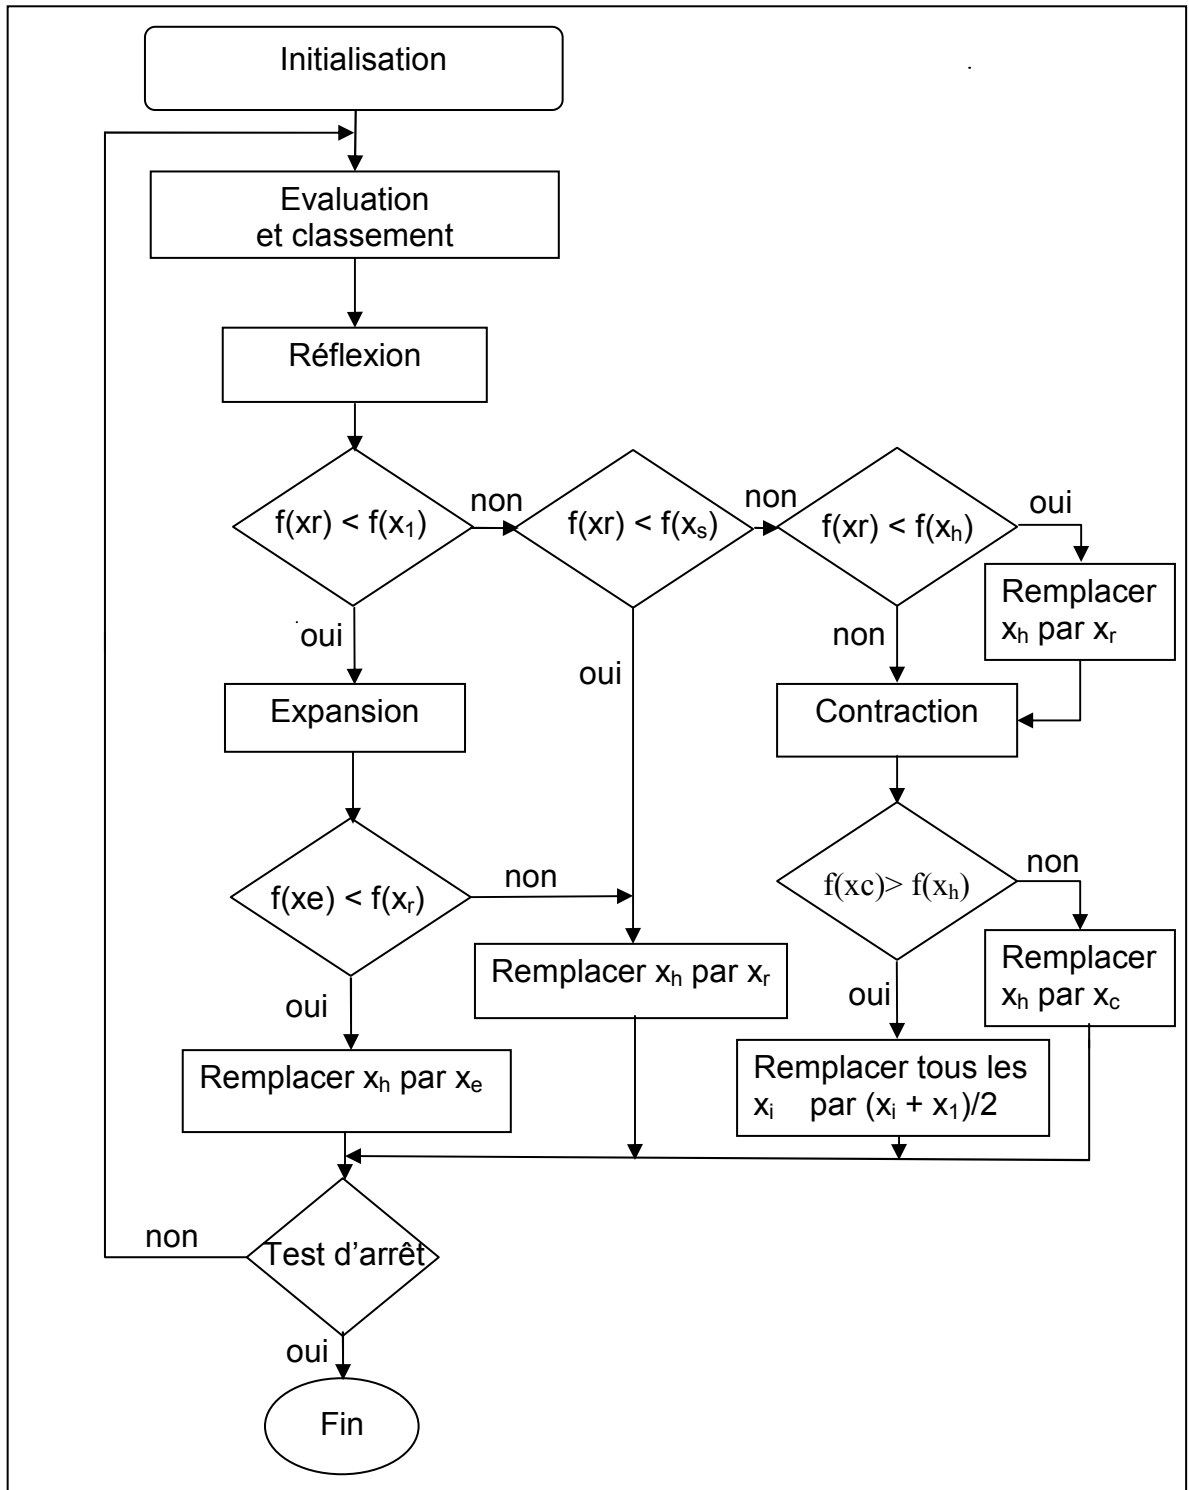 Initialisation
Evaluation
et classement
Réflexion
f(xr) < f(x₁)
non
f(xr) < f(xₛ)
non
f(xr) < f(xₕ)
oui
Remplacer
xₕ par xᵣ
oui
oui
non
Expansion
Contraction
f(xe) < f(xᵣ)
non
f(xc)> f(xₕ)
non
Remplacer xₕ par xᵣ
Remplacer
xₕ par x_c
oui
oui
Remplacer xₕ par xₑ
Remplacer tous les
xᵢ par (xᵢ + x₁)/2
non
Test d’arrêt
oui
Fin